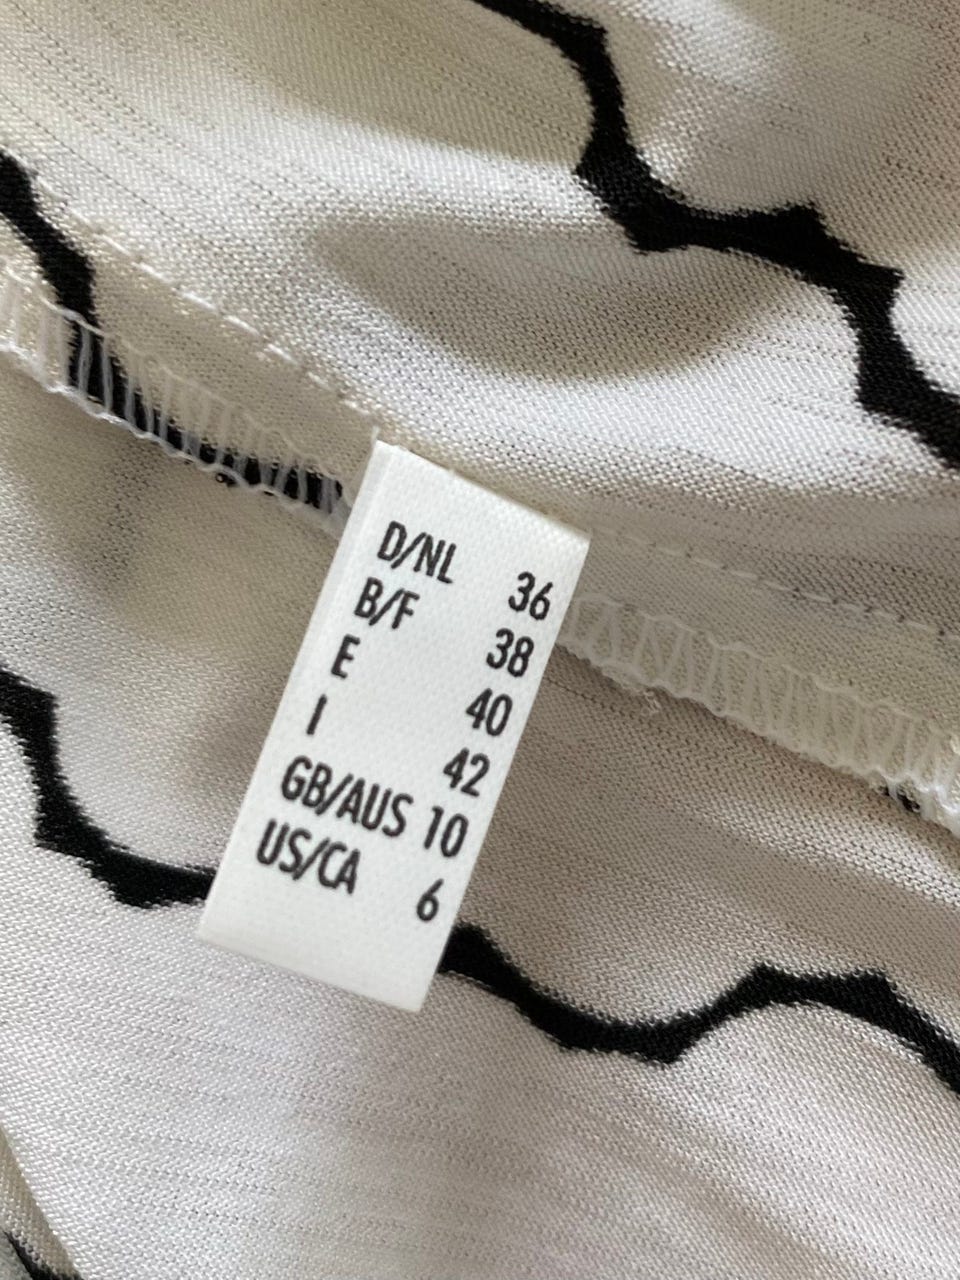 D/NL 36
B/F 38
E 40
I 42
GB/AUS 10
US/CA 6